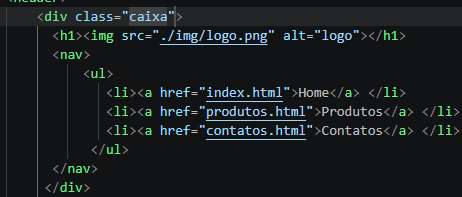 <header>
<div class="caixa">
<h1><img src="./img/logo.png" alt="logo"></h1>
<nav>
<ul>
<li><a href="index.html">Home</a> </li>
<li><a href="produtos.html">Produtos</a> </li>
<li><a href="contatos.html">Contatos</a> </li>
</ul>
</nav>
</div>